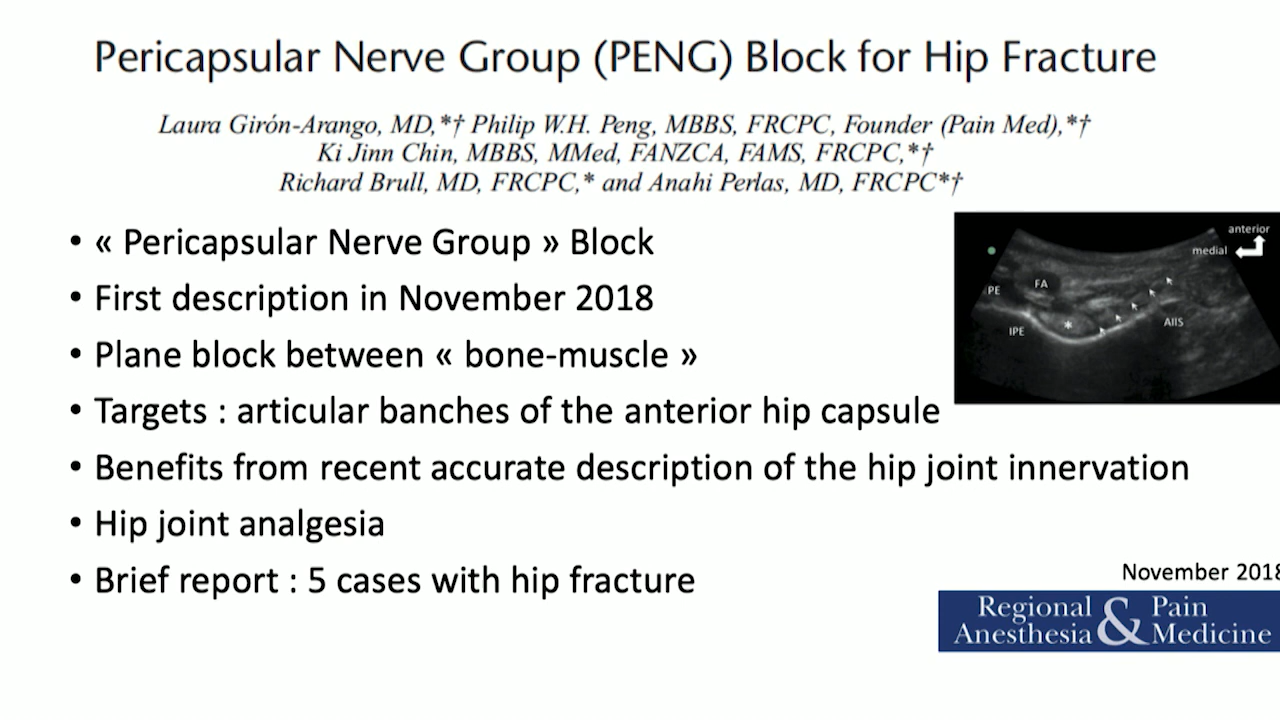 Pericapsular Nerve Group (PENG) Block for Hip Fracture
Laura Girón-Arango, MD,*† Philip W.H. Peng, MBBS, FRCPC, Founder (Pain Med),*†
Ki Jinn Chin, MBBS, MMed, FANZCA, FAMS, FRCPC,*†
Richard Brull, MD, FRCPC,* and Anahi Perlas, MD, FRCPC*†
• « Pericapsular Nerve Group » Block
• First description in November 2018
• Plane block between « bone-muscle »
• Targets : articular banches of the anterior hip capsule
• Benefits from recent accurate description of the hip joint innervation
• Hip joint analgesia
• Brief report : 5 cases with hip fracture
anterior
medial
FA
PE
IPE
*
AIIS
November 2018
Regional & Pain
Anesthesia Medicine